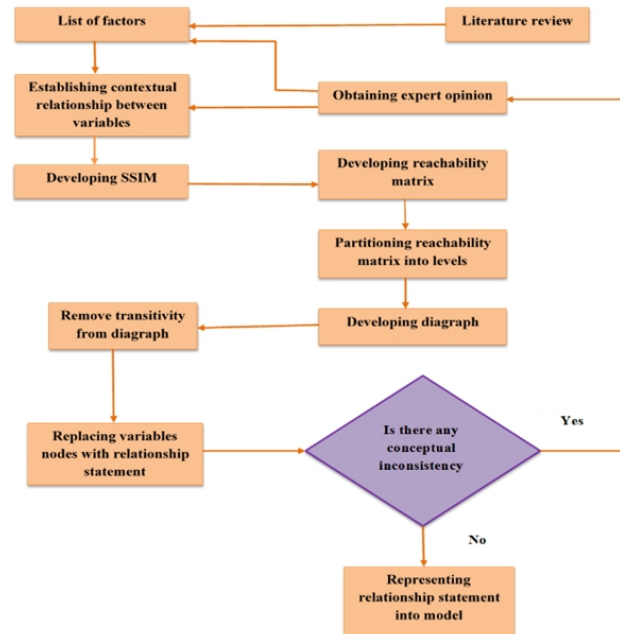 List of factors
Literature review
Establishing contextual
relationship between
variables
Obtaining expert opinion
Developing SSIM
Developing reachability
matrix
Partitioning reachability
matrix into levels
Remove transitivity
from diagraph
Developing diagraph
Replacing variables
nodes with relationship
statement
Is there any
conceptual
inconsistency
Yes
No
Representing
relationship statement
into model